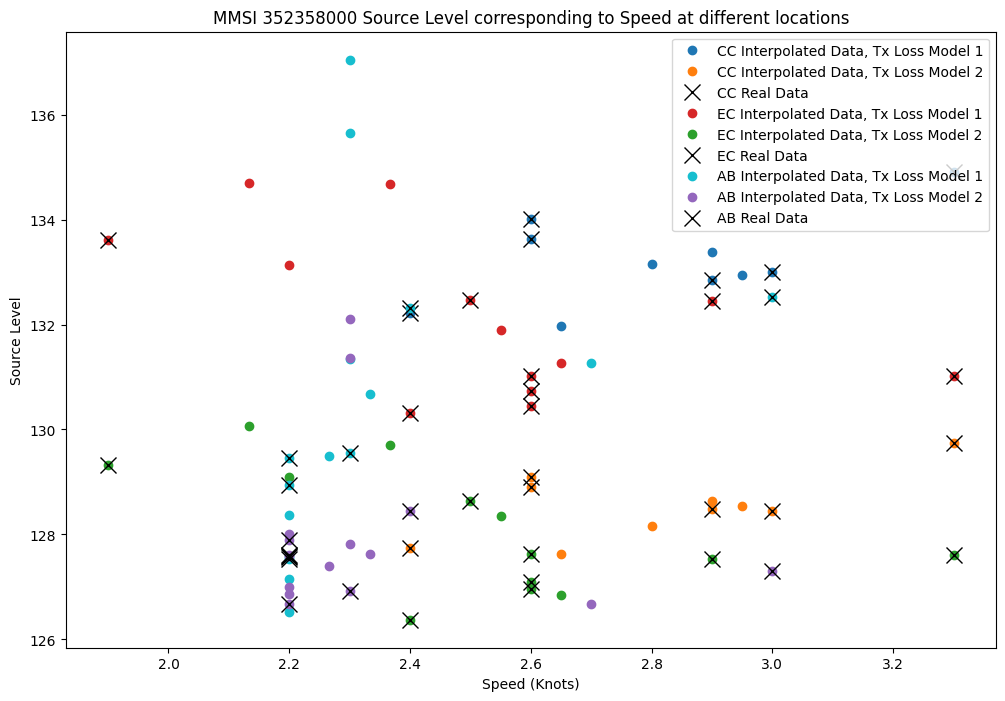 MMSI 352358000 Source Level corresponding to Speed at different locations
CC Interpolated Data, Tx Loss Model 1
CC Interpolated Data, Tx Loss Model 2
CC Real Data
EC Interpolated Data, Tx Loss Model 1
EC Interpolated Data, Tx Loss Model 2
EC Real Data
AB Interpolated Data, Tx Loss Model 1
AB Interpolated Data, Tx Loss Model 2
AB Real Data
Source Level
136
134
132
130
128
126
2.0
2.2
2.4
2.6
2.8
3.0
3.2
Speed (Knots)